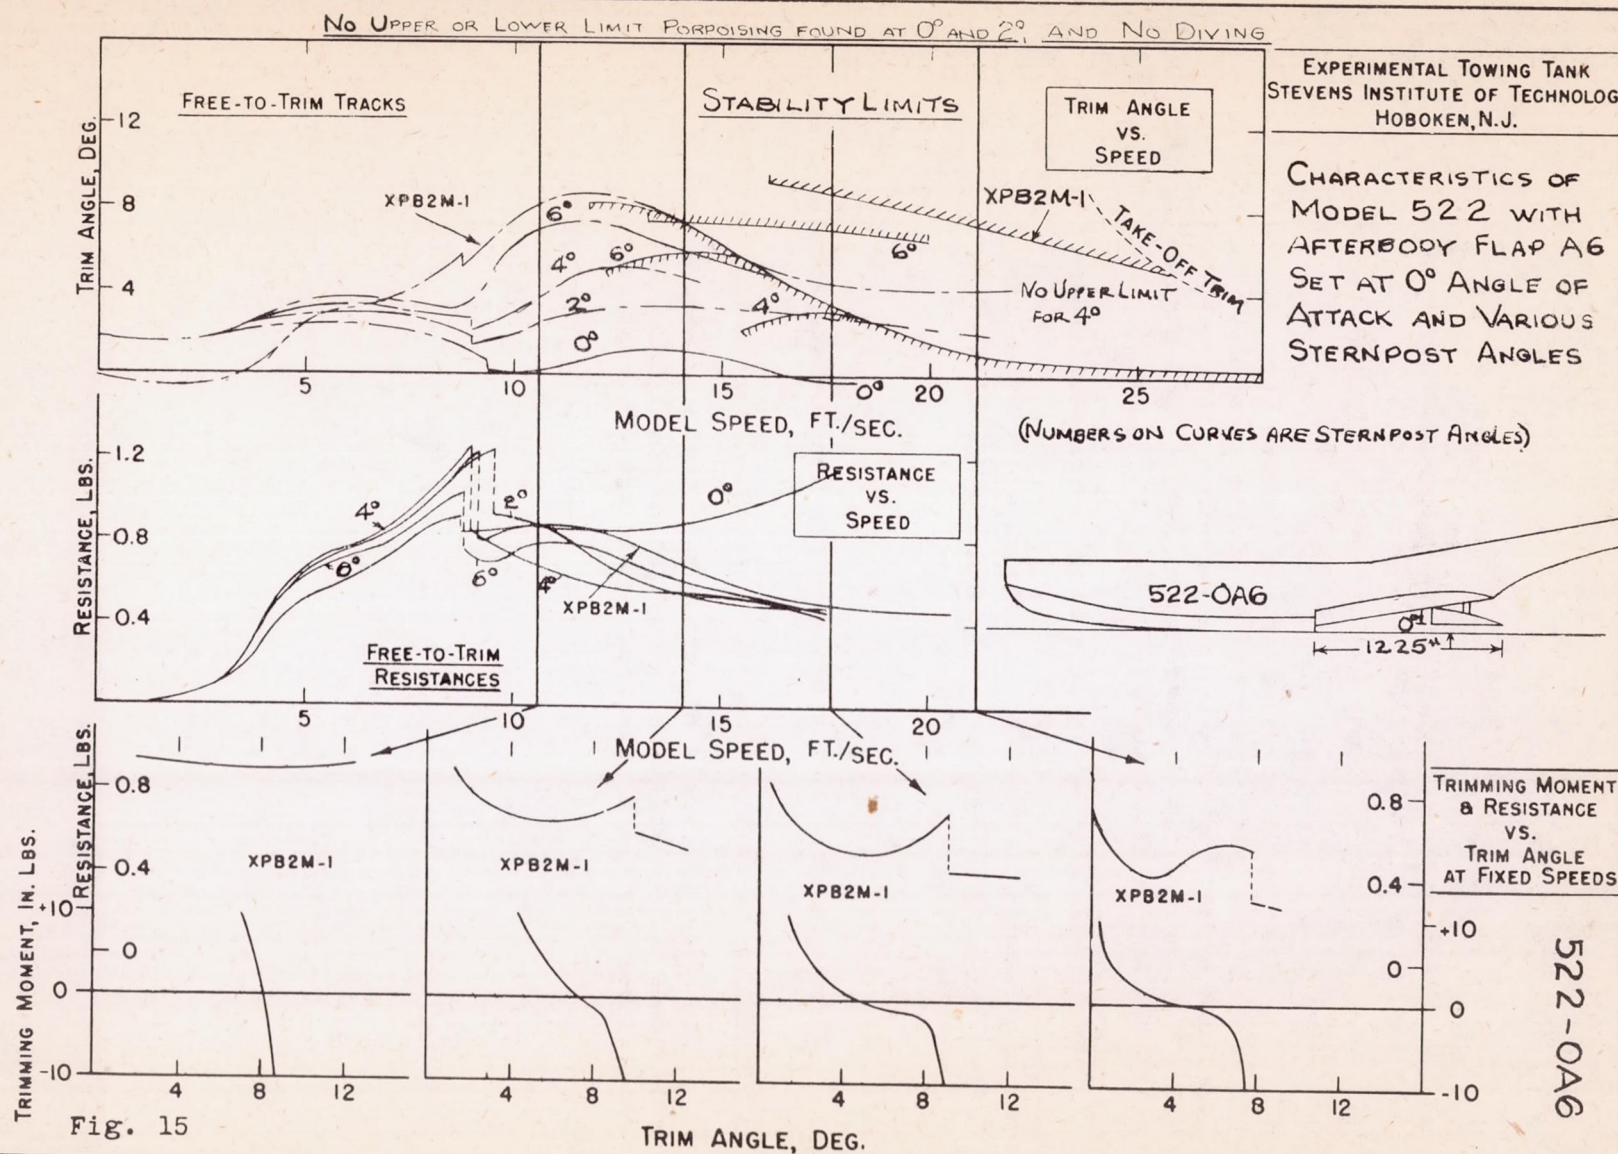 No Upper or Lower Limit Porpoising found at 0° and 2°, and No Diving
Experimental Towing Tank
Stevens Institute of Technolog
Hoboken, N.J.
Characteristics of
Model 522 with
Afterbody Flap A6
Set at 0° Angle of
Attack and Various
Sternpost Angles
(Numbers on Curves are Sternpost Angles)
Free-to-Trim Tracks
Stability Limits
Trim Angle
vs.
Speed
Trim Angle, Deg.
12
8
4
XPB2M-1
6°
4°
6°
2°
0°
4°
6°
0°
XPB2M-1
Take-Off Trim
No Upper Limit
for 4°
5
10
15
20
25
Model Speed, Ft./Sec.
Resistance, Lbs.
1.2
0.8
0.4
4°
6°
2°
6°
4°
0°
XPB2M-1
Resistance
vs.
Speed
Free-to-Trim
Resistances
522-0A6
0°
12.25"
5
10
15
20
Model Speed, Ft./Sec.
Resistance, Lbs.
0.8
0.4
0
Trimming Moment, In. Lbs.
+10
0
-10
XPB2M-1
XPB2M-1
XPB2M-1
XPB2M-1
0.8
0.4
0
+10
0
-10
Trimming Moment
& Resistance
vs.
Trim Angle
at Fixed Speeds
4 8 12
4 8 12
4 8 12
4 8 12
Trim Angle, Deg.
Fig. 15
522-0A6